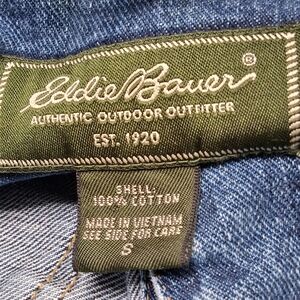 Eddie Bauer®
AUTHENTIC OUTDOOR OUTFITTER
EST. 1920
SHELL:
100% COTTON
MADE IN VIETNAM
SEE SIDE FOR CARE
S